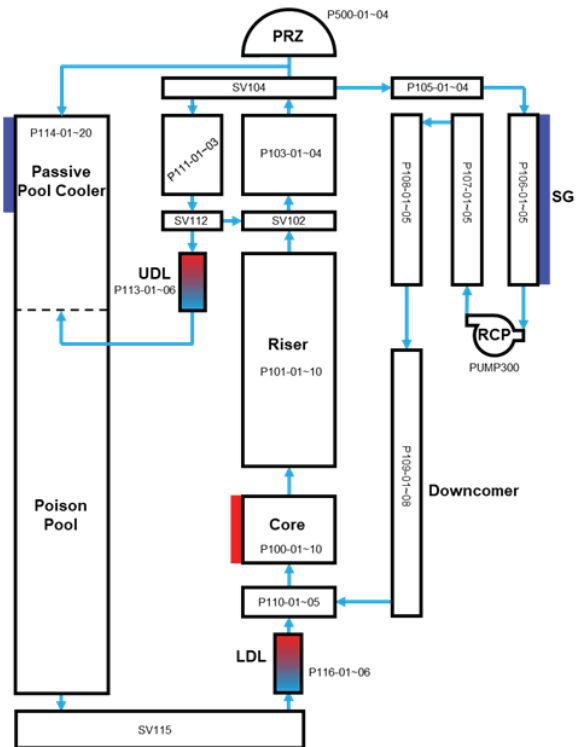 P500-01~04
PRZ
SV104
P105-01~04
P114-01~20
Passive
Pool Cooler
P111-01~03
P103-01~04
P108-01~05
P107-01~05
P106-01~05
SG
SV112
SV102
UDL
P113-01~06
RCP
PUMP300
Riser
P101-01~10
P109-01~08
Downcomer
Poison
Pool
Core
P100-01~10
P110-01~05
LDL
P116-01~06
SV115